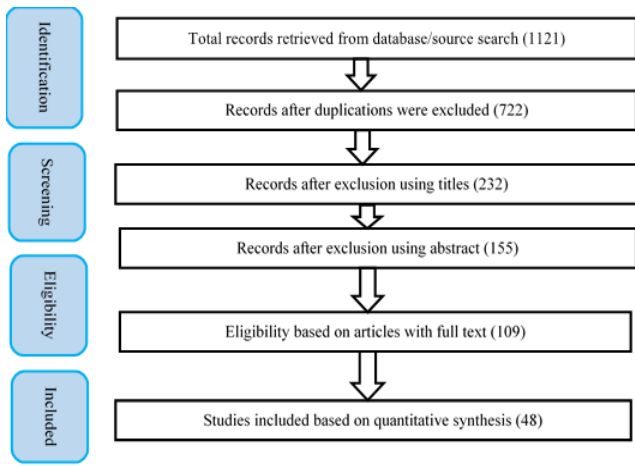 Identification
Total records retrieved from database/source search (1121)
Records after duplications were excluded (722)
Screening
Records after exclusion using titles (232)
Records after exclusion using abstract (155)
Eligibility
Eligibility based on articles with full text (109)
Included
Studies included based on quantitative synthesis (48)